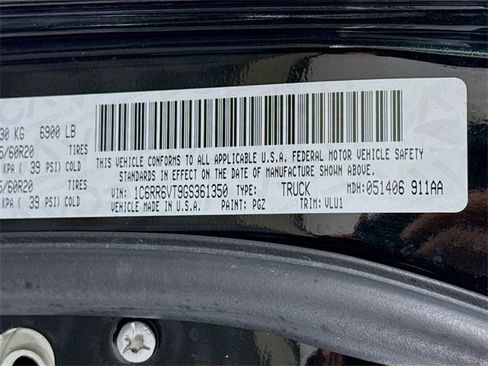 30 KG 6900 LB
5/60R20 TIRES
KPA ( 39 PSI) COLD
5/60R20 TIRES
KPA ( 39 PSI) COLD
THIS VEHICLE CONFORMS TO ALL APPLICABLE U.S.A. FEDERAL MOTOR VEHICLE SAFETY
STANDARDS IN EFFECT ON THE DATE OF MANUFACTURE SHOWN ABOVE.
VIN: 1C6RR6VT9GS361350 TYPE: TRUCK MDH: 051406 911AA
VEHICLE MADE IN U.S.A. PAINT: PGZ TRIM: VLU1